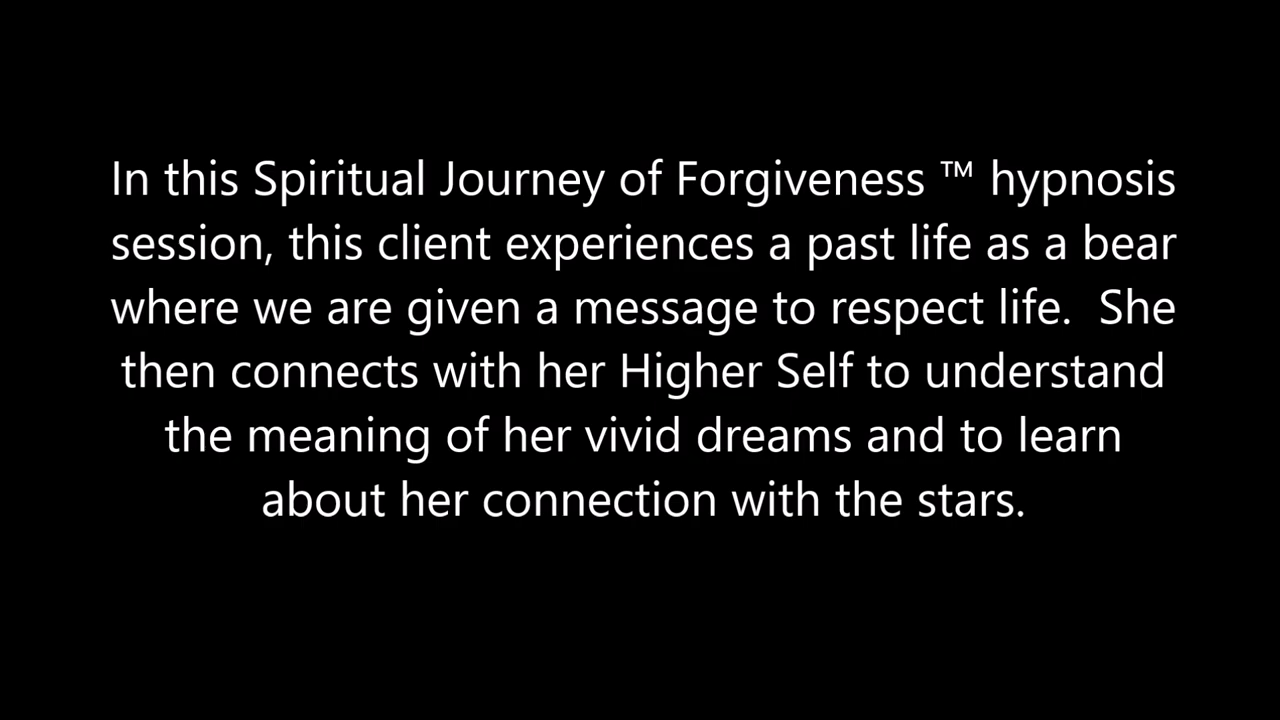 In this Spiritual Journey of Forgiveness ™ hypnosis
session, this client experiences a past life as a bear
where we are given a message to respect life.  She
then connects with her Higher Self to understand
the meaning of her vivid dreams and to learn
about her connection with the stars.